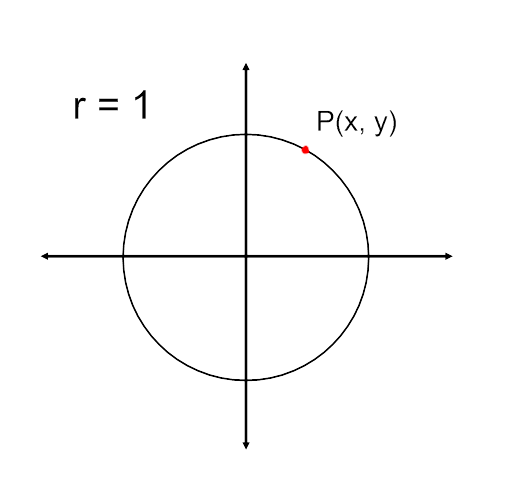 r = 1
P(x, y)